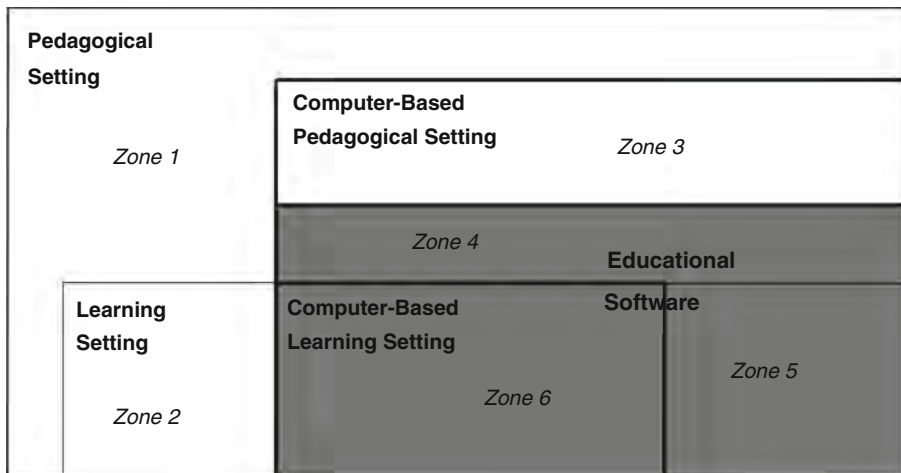 Pedagogical
Setting
Computer-Based
Pedagogical Setting
Zone 1
Zone 3
Zone 4
Educational
Software
Learning
Setting
Computer-Based
Learning Setting
Zone 5
Zone 6
Zone 2